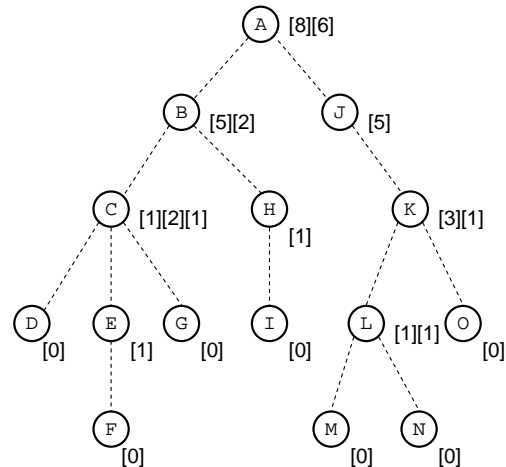 A [8][6]
B [5][2] J [5]
C [1][2][1] H [1] K [3][1]
D [0] E [1] G [0] I [0] L [1][1] O [0]
F [0] M [0] N [0]